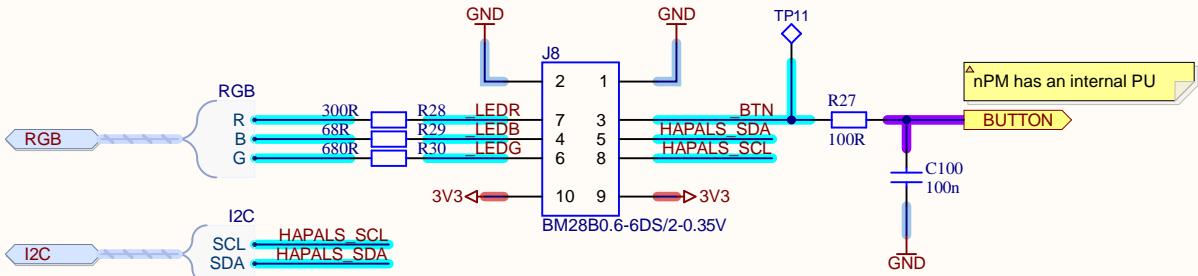 GND
GND
TP11
J8
nPM has an internal PU
2
1
RGB
R
300R
R28
_LEDR
7
3
_BTN
R27
100R
BUTTON
RGB
B
68R
R29
_LEDB
4
5
HAPALS_SDA
G
680R
R30
_LEDG
6
8
HAPALS_SCL
C100
100n
3V3
10
9
3V3
BM28B0.6-6DS/2-0.35V
I2C
I2C
SCL
HAPALS_SCL
SDA
HAPALS_SDA
GND